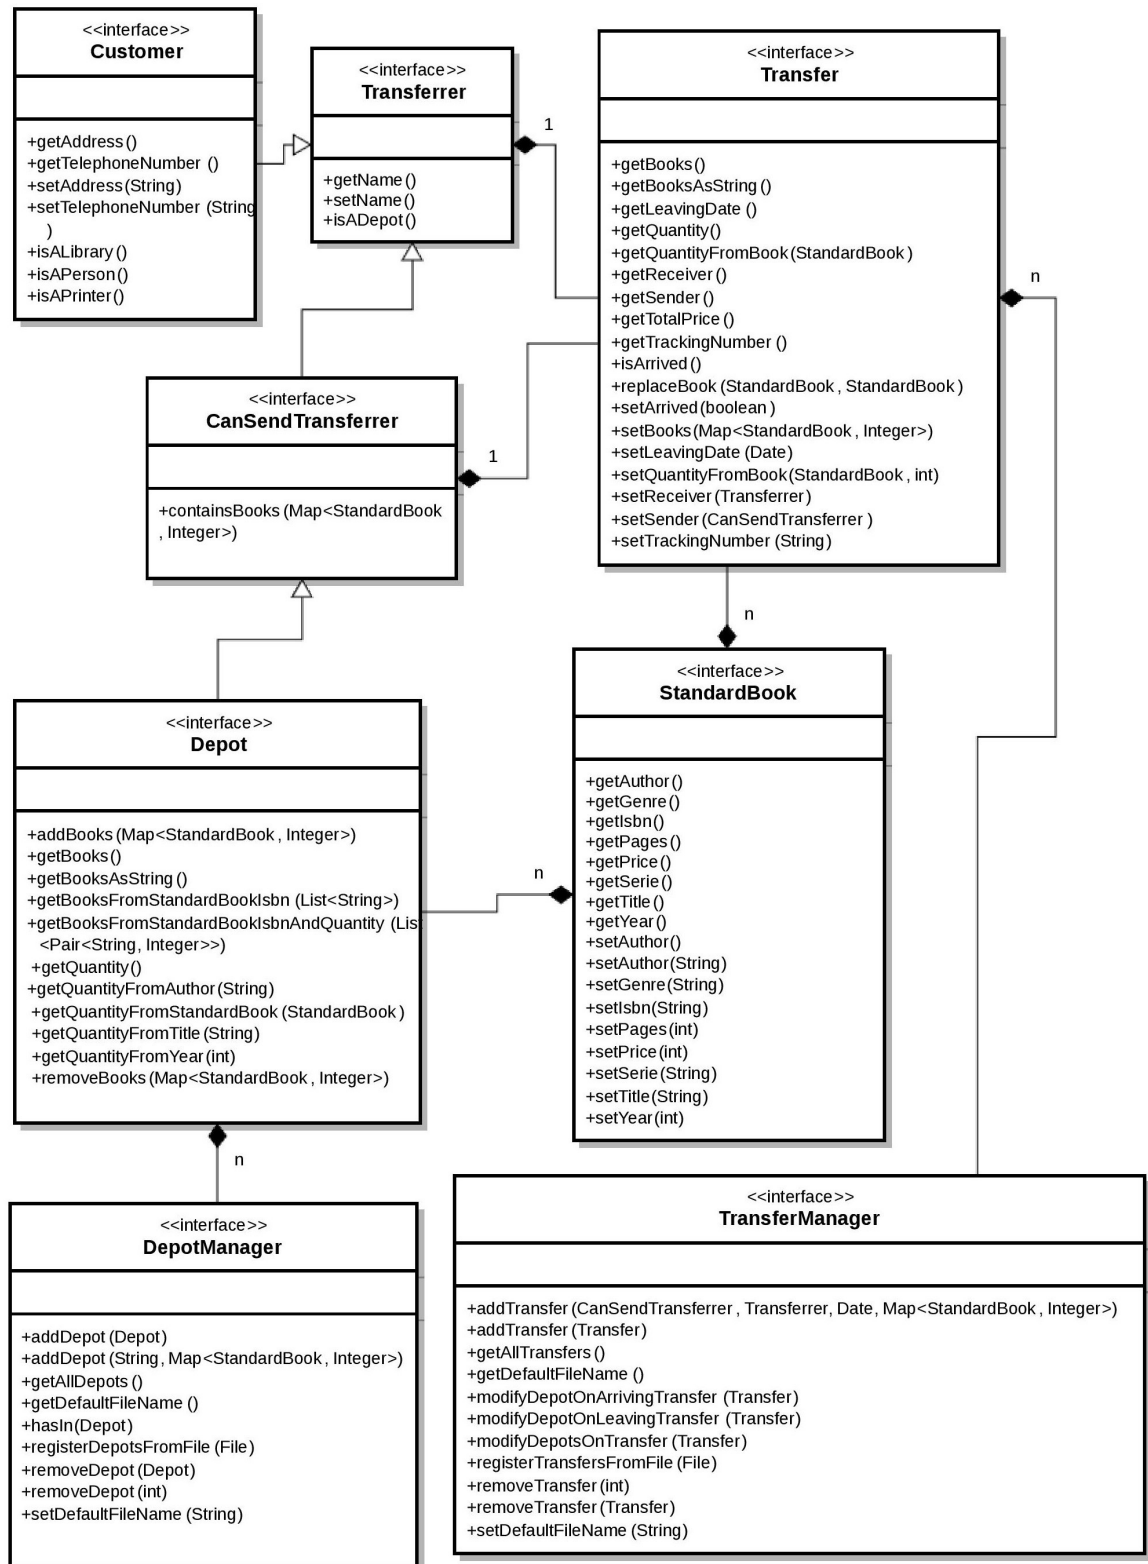 <<interface>>
Customer
+getAddress()
+getTelephoneNumber ()
+setAddress(String)
+setTelephoneNumber (String
)
+isALibrary()
+isAPerson()
+isAPrinter()
<<interface>>
Transferrer
+getName()
+setName()
+isADepot()
1
<<interface>>
Transfer
+getBooks()
+getBooksAsString()
+getLeavingDate ()
+getQuantity()
+getQuantityFromBook(StandardBook)
+getReceiver()
+getSender()
+getTotalPrice()
+getTrackingNumber ()
+isArrived()
+replaceBook(StandardBook, StandardBook)
+setArrived(boolean)
+setBooks(Map<StandardBook, Integer>)
+setLeavingDate (Date)
+setQuantityFromBook(StandardBook, int)
+setReceiver(Transferrer)
+setSender(CanSendTransferrer )
+setTrackingNumber (String)
n
<<interface>>
CanSendTransferrer
+containsBooks(Map<StandardBook
, Integer>)
1
n
<<interface>>
StandardBook
+getAuthor()
+getGenre()
+getIsbn()
+getPages()
+getPrice()
+getSerie()
+getTitle()
+getYear()
+setAuthor()
+setAuthor(String)
+setGenre(String)
+setIsbn(String)
+setPages(int)
+setPrice(int)
+setSerie(String)
+setTitle(String)
+setYear(int)
<<interface>>
Depot
+addBooks(Map<StandardBook, Integer>)
+getBooks()
+getBooksAsString()
+getBooksFromStandardBookIsbn (List<String>)
+getBooksFromStandardBookIsbnAndQuantity (List
<Pair<String, Integer>>)
+getQuantity()
+getQuantityFromAuthor(String)
+getQuantityFromStandardBook (StandardBook)
+getQuantityFromTitle(String)
+getQuantityFromYear(int)
+removeBooks(Map<StandardBook, Integer>)
n
n
<<interface>>
DepotManager
+addDepot(Depot)
+addDepot(String, Map<StandardBook, Integer>)
+getAllDepots ()
+getDefaultFileName ()
+hasIn(Depot)
+registerDepotsFromFile (File)
+removeDepot(Depot)
+removeDepot(int)
+setDefaultFileName (String)
<<interface>>
TransferManager
+addTransfer(CanSendTransferrer , Transferrer, Date, Map<StandardBook, Integer>)
+addTransfer(Transfer)
+getAllTransfers ()
+getDefaultFileName ()
+modifyDepotOnArrivingTransfer (Transfer)
+modifyDepotOnLeavingTransfer (Transfer)
+modifyDepotsOnTransfer(Transfer)
+registerTransfersFromFile (File)
+removeTransfer(int)
+removeTransfer(Transfer)
+setDefaultFileName (String)